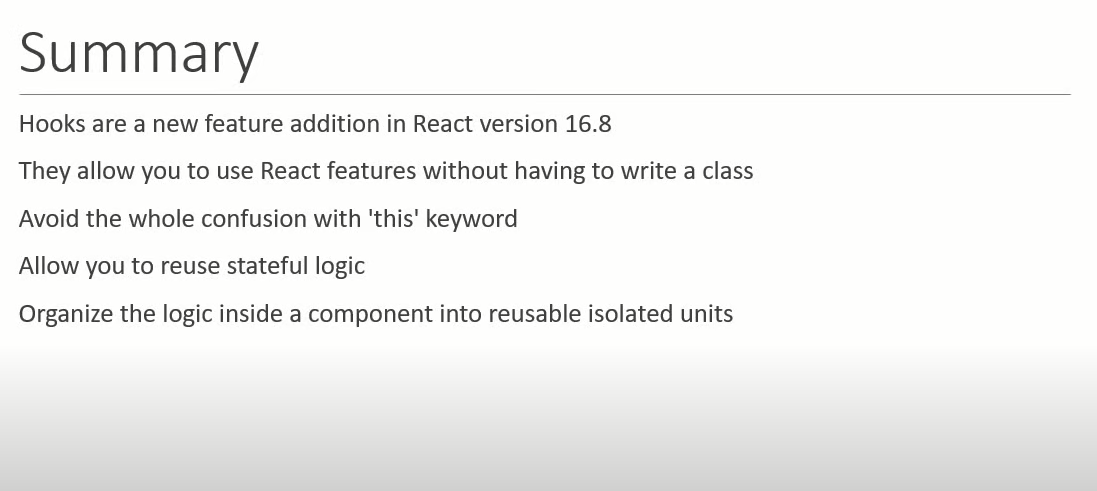 Summary
Hooks are a new feature addition in React version 16.8
They allow you to use React features without having to write a class
Avoid the whole confusion with 'this' keyword
Allow you to reuse stateful logic
Organize the logic inside a component into reusable isolated units